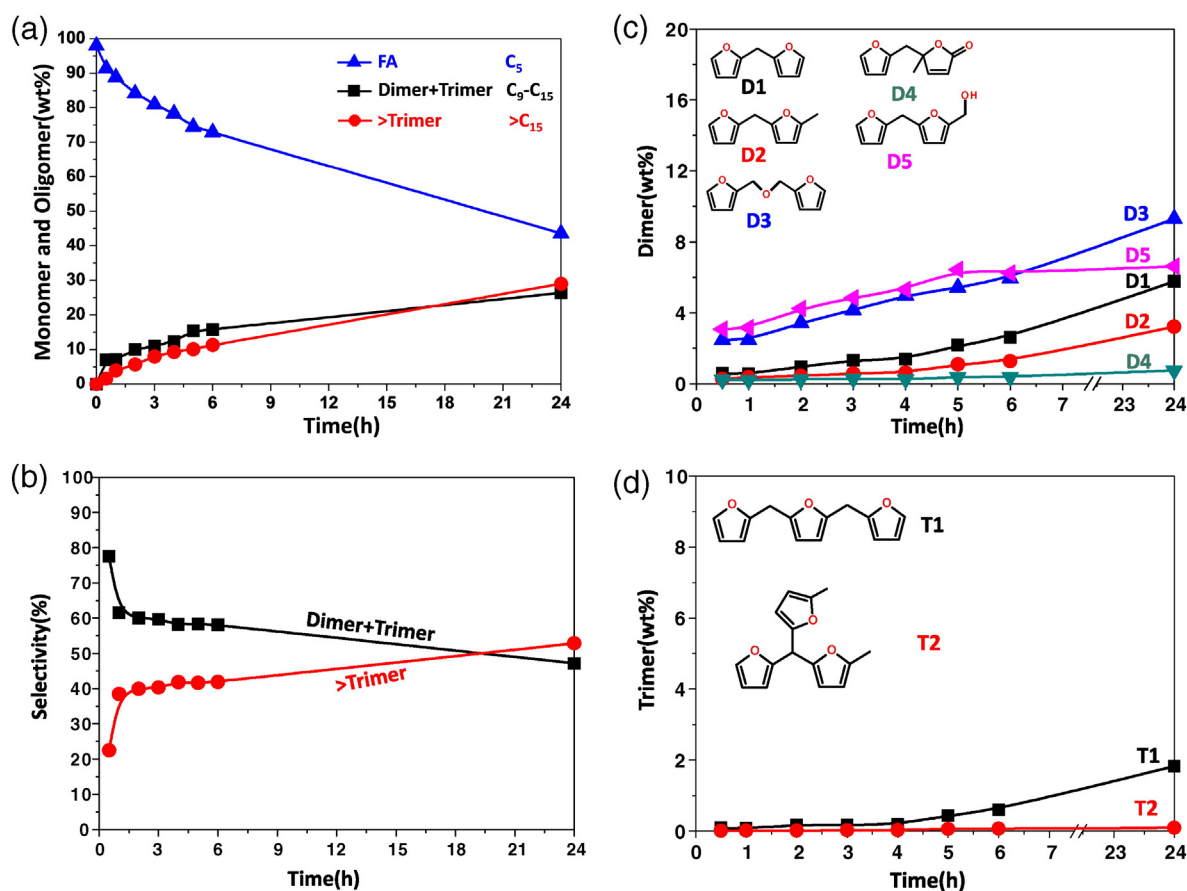 (a)
Monomer and Oligomer(wt%)
100
90
80
70
60
50
40
30
20
10
0
FA C₅
Dimer+Trimer C₉-C₁₅
>Trimer >C₁₅
0 3 6 9 12 15 18 21 24
Time(h)
(c)
Dimer(wt%)
20
16
12
8
4
0
O O
D1
O O O
D4
O O
D2
O O OH
D5
O O O
D3
D3
D5
D1
D2
D4
0 1 2 3 4 5 6 7 23 24
Time(h)
(b)
Selectivity(%)
100
90
80
70
60
50
40
30
20
10
0
Dimer+Trimer
>Trimer
0 3 6 9 12 15 18 21 24
Time(h)
(d)
Trimer(wt%)
10
8
6
4
2
0
O O O
T1
O
O O
T2
T1
T2
0 1 2 3 4 5 6 7 23 24
Time(h)